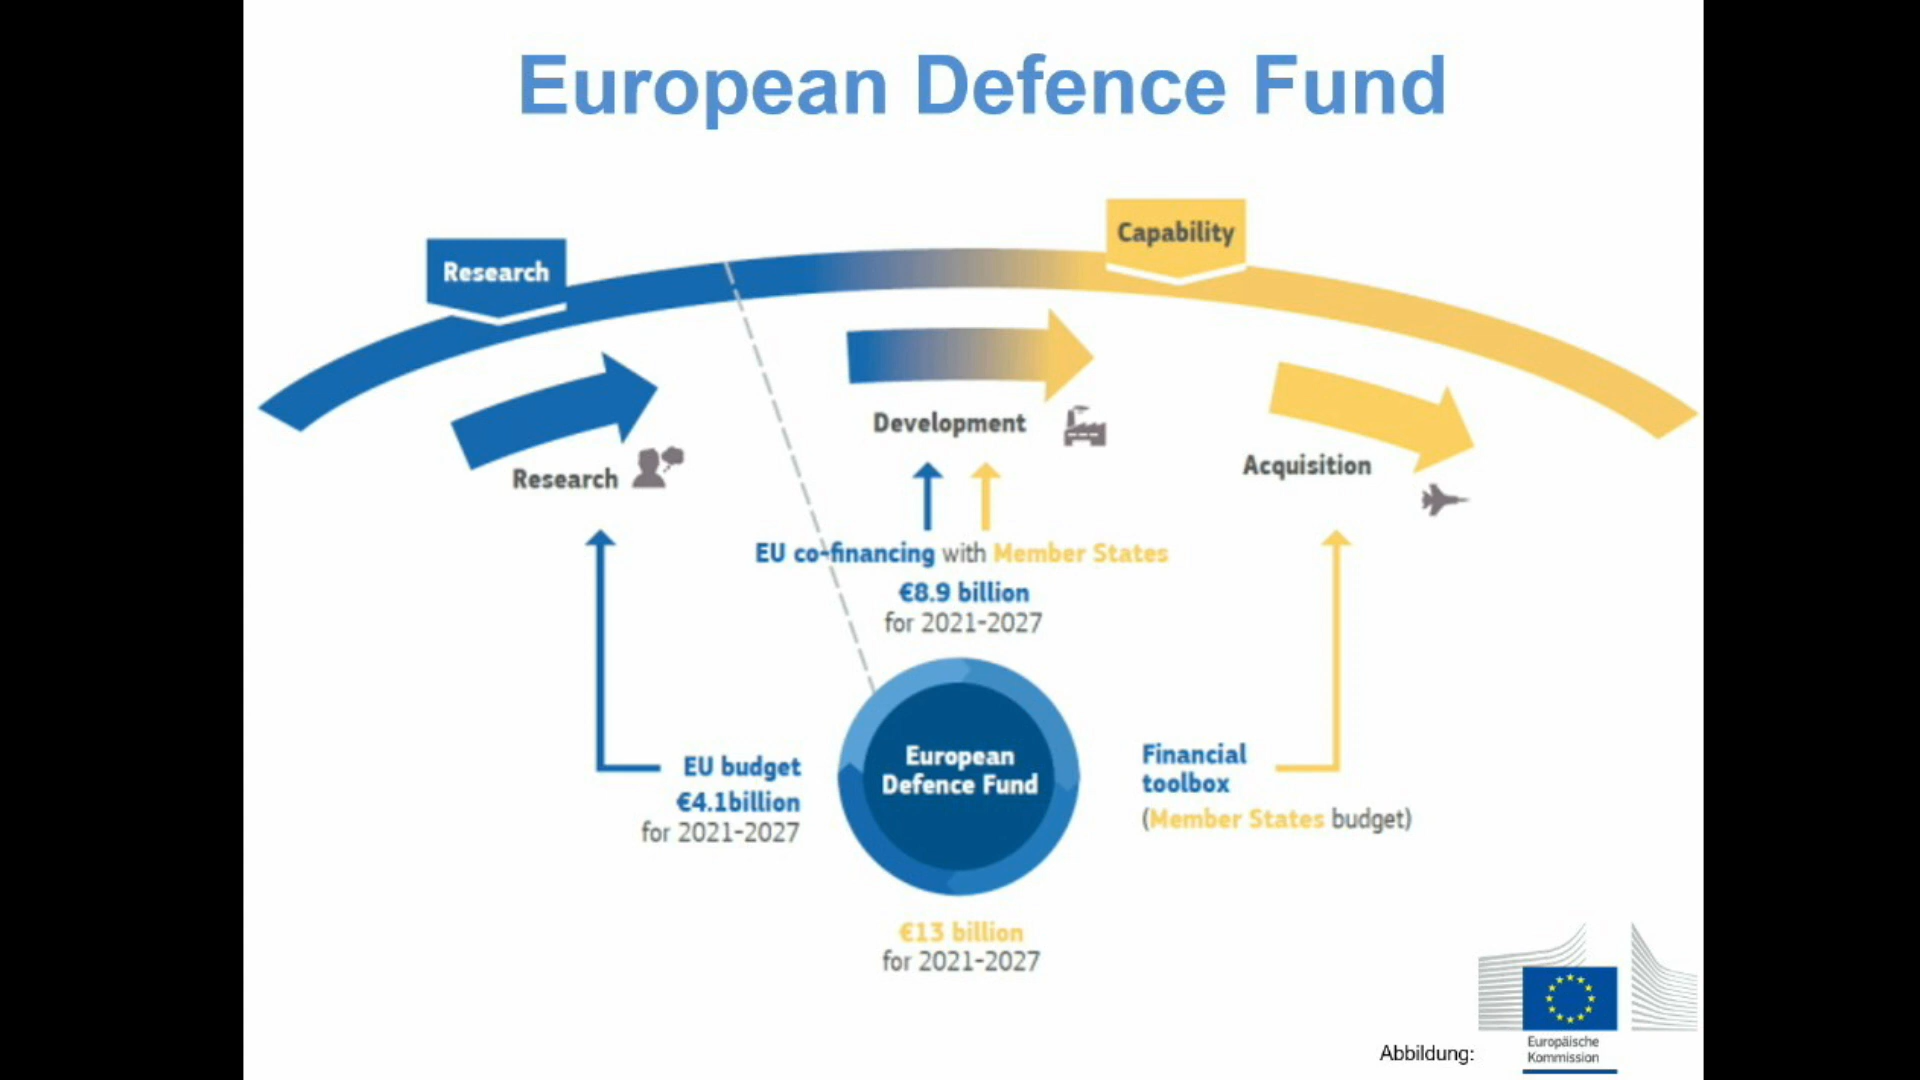 European Defence Fund
Research
Capability
Research
Development
Acquisition
EU co-financing with Member States
€8.9 billion
for 2021-2027
EU budget
€4.1billion
for 2021-2027
European
Defence Fund
Financial
toolbox
(Member States budget)
€13 billion
for 2021-2027
Abbildung:
Europäische
Kommission